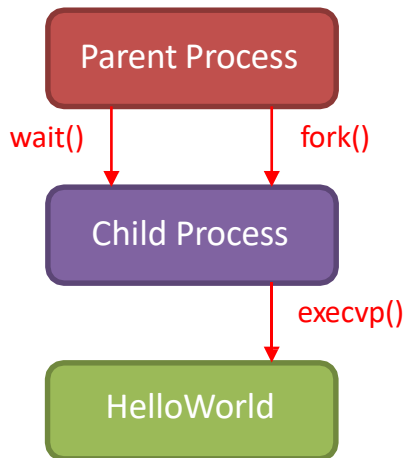 Parent Process
wait()
fork()
Child Process
execvp()
HelloWorld